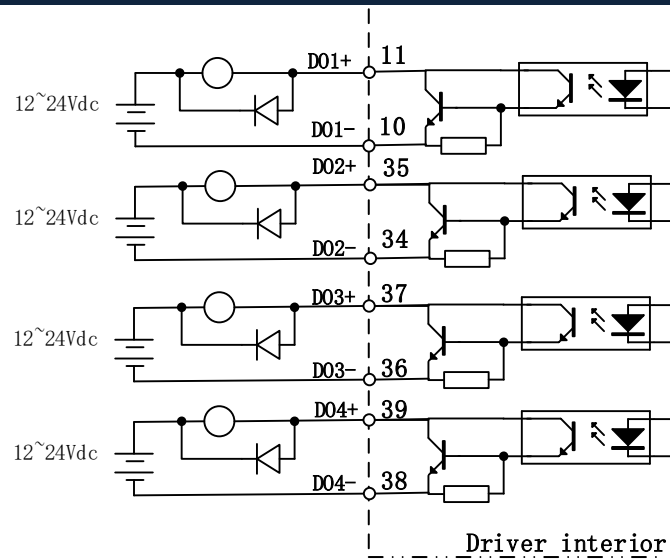 DO1+ 11
12~24Vdc
DO1- 10
DO2+ 35
12~24Vdc
DO2- 34
DO3+ 37
12~24Vdc
DO3- 36
DO4+ 39
12~24Vdc
DO4- 38
Driver interior